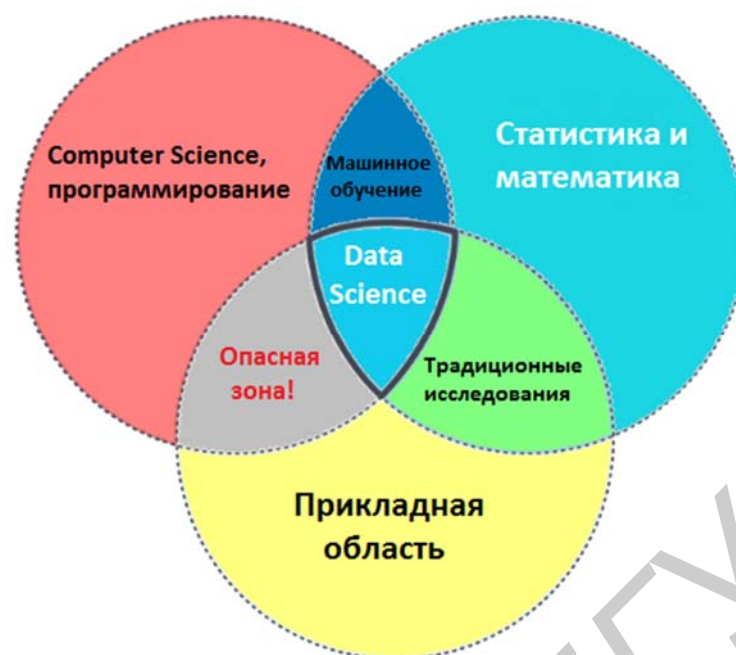 Computer Science,
программирование
Машинное
обучение
Статистика и
математика
Data
Science
Опасная
зона!
Традиционные
исследования
Прикладная
область